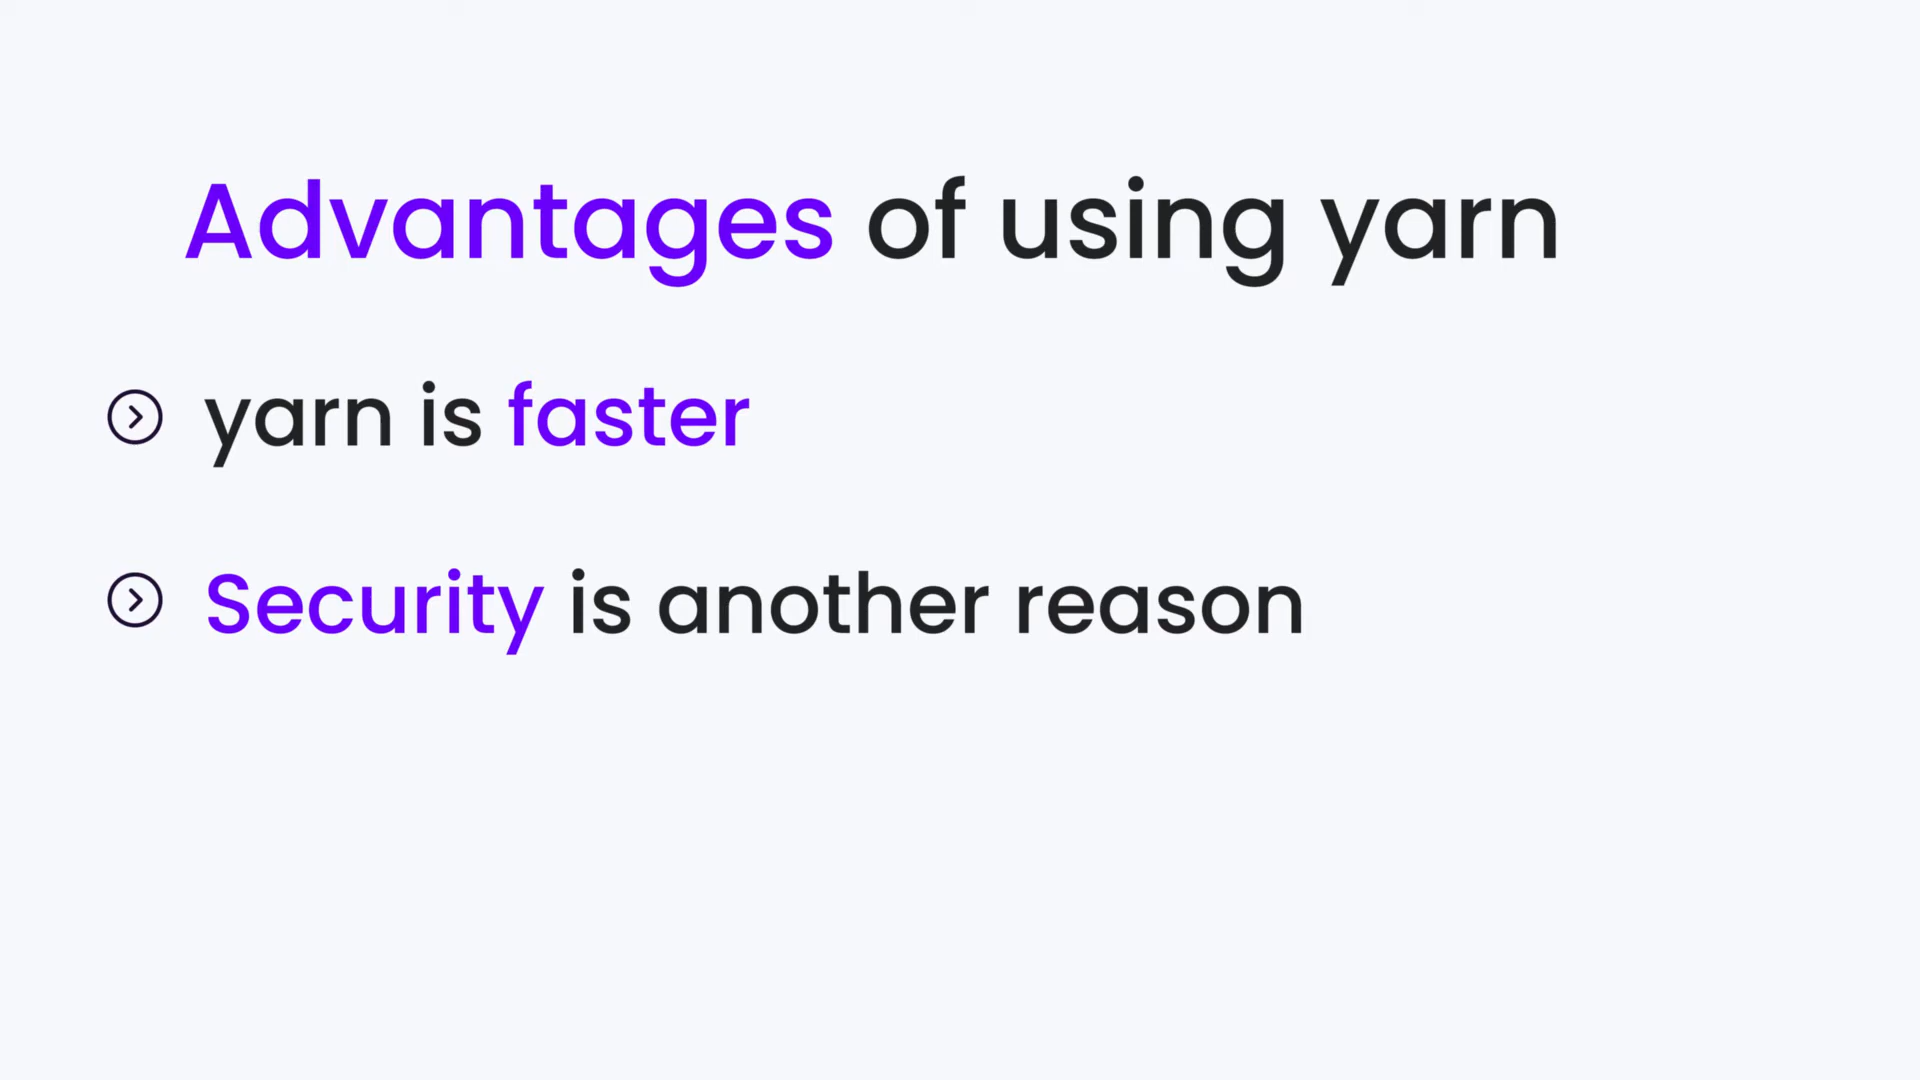 Advantages of using yarn
yarn is faster
Security is another reason